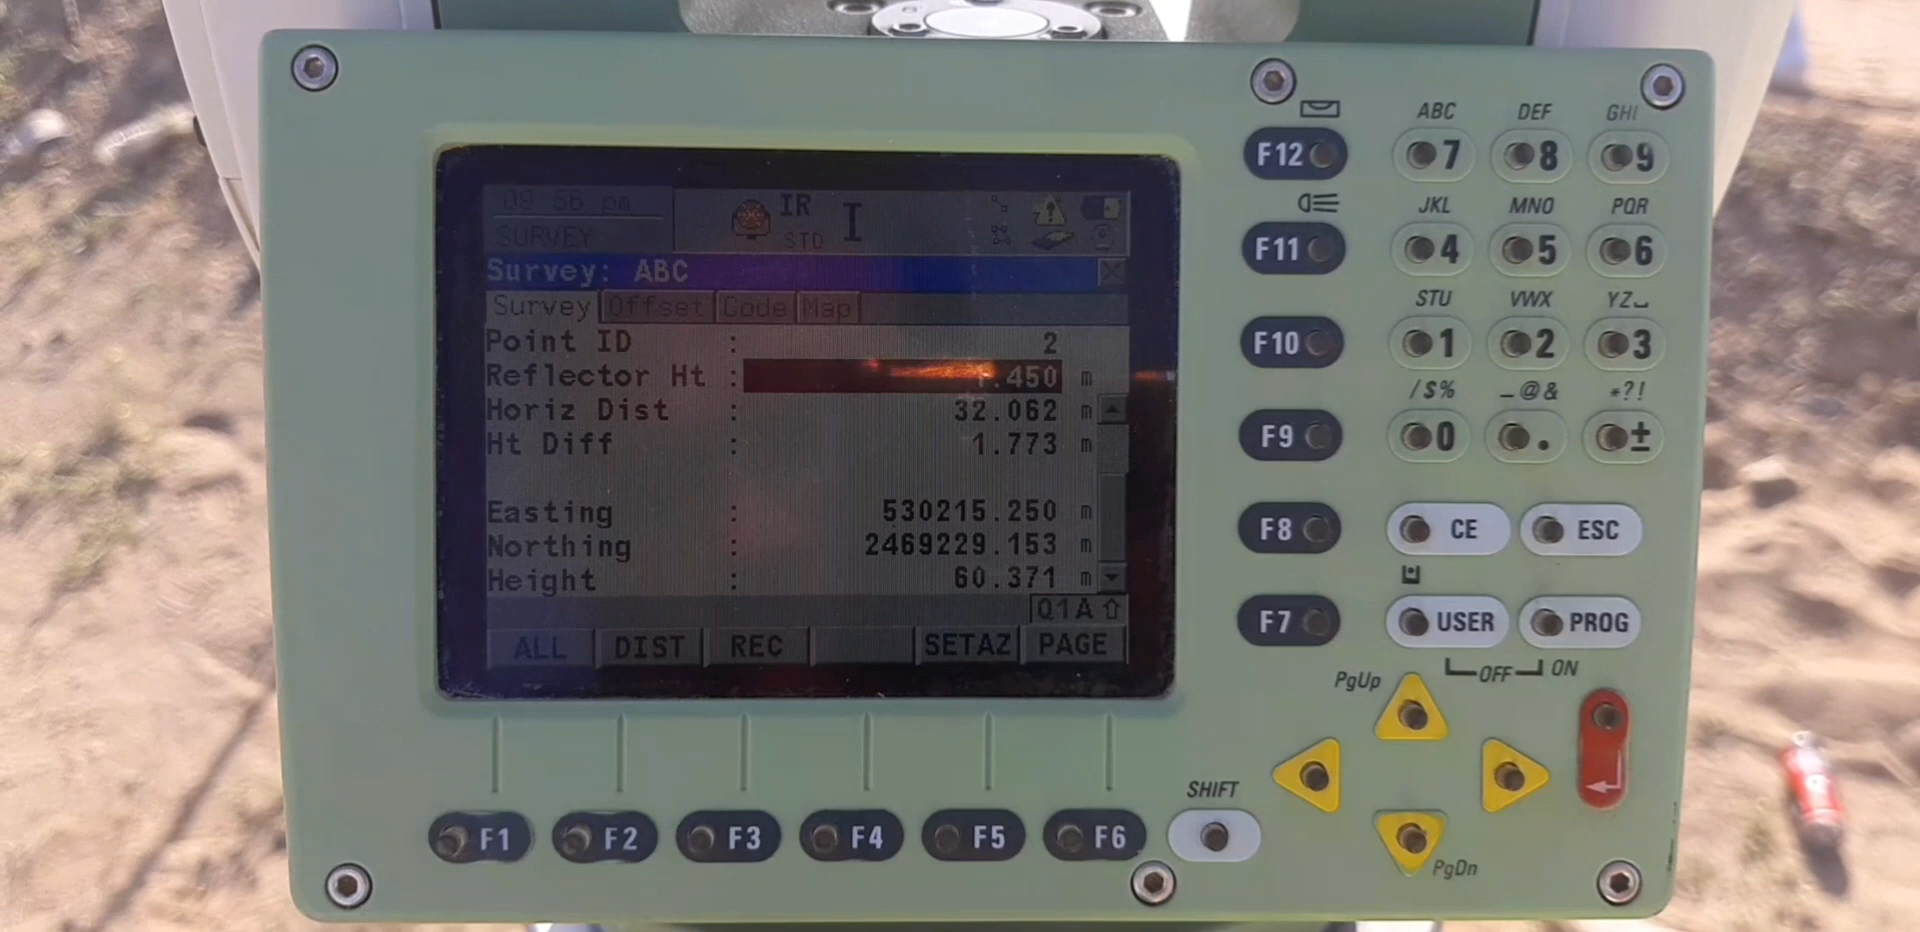 09 56 pm
SURVEY
IR
STD
I
Survey: ABC
Survey Offset Code Map
Point ID : 2
Reflector Ht : 1.450 m
Horiz Dist : 32.062 m
Ht Diff : 1.773 m
Easting : 530215.250 m
Northing : 2469229.153 m
Height : 60.371 m
Q1A
ALL DIST REC SETAZ PAGE
F1 F2 F3 F4 F5 F6 SHIFT
ABC DEF GHI
F12 7 8 9
JKL MNO PQR
F11 4 5 6
STU VWX YZ
F10 1 2 3
/$% _@& *?!
F9 0 . ±
F8 CE ESC
F7 USER PROG
OFF ON
PgUp
PgDn